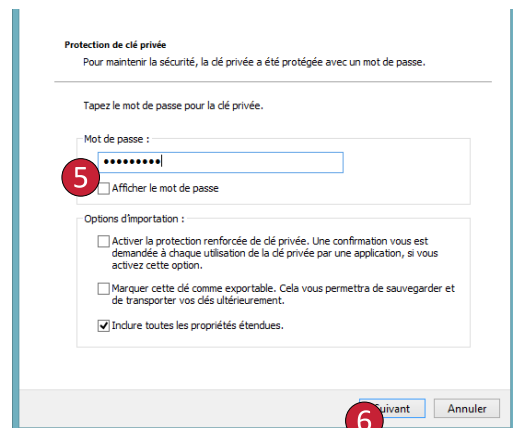 Protection de clé privée
Pour maintenir la sécurité, la clé privée a été protégée avec un mot de passe.
Tapez le mot de passe pour la clé privée.
Mot de passe :
•••••••••
5
Afficher le mot de passe
Options d'importation :
Activer la protection renforcée de clé privée. Une confirmation vous est
demandée à chaque utilisation de la clé privée par une application, si vous
activez cette option.
Marquer cette clé comme exportable. Cela vous permettra de sauvegarder et
de transporter vos clés ultérieurement.
Inclure toutes les propriétés étendues.
6
Suivant
Annuler